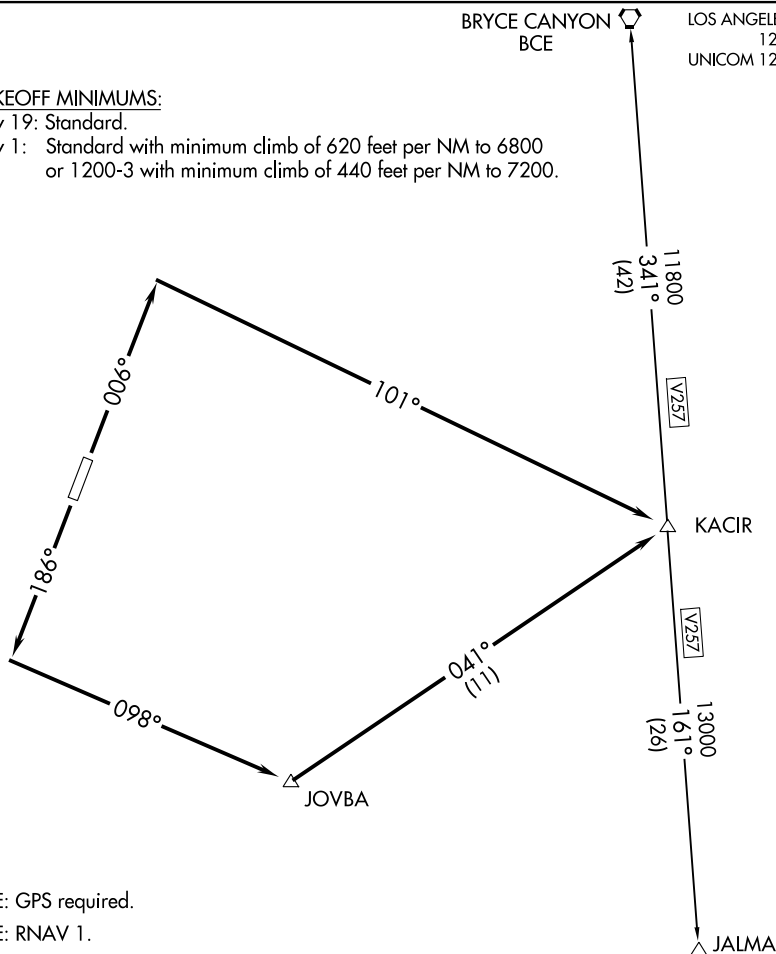 BRYCE CANYON
BCE
LOS ANGELE
12
UNICOM 12
KEOFF MINIMUMS:
y 19: Standard.
y 1: Standard with minimum climb of 620 feet per NM to 6800
or 1200-3 with minimum climb of 440 feet per NM to 7200.
11800
341°
(42)
006°
101°
V257
KACIR
186°
V257
041°
(11)
098°
13000
161°
(26)
JOVBA
E: GPS required.
E: RNAV 1.
JALMA